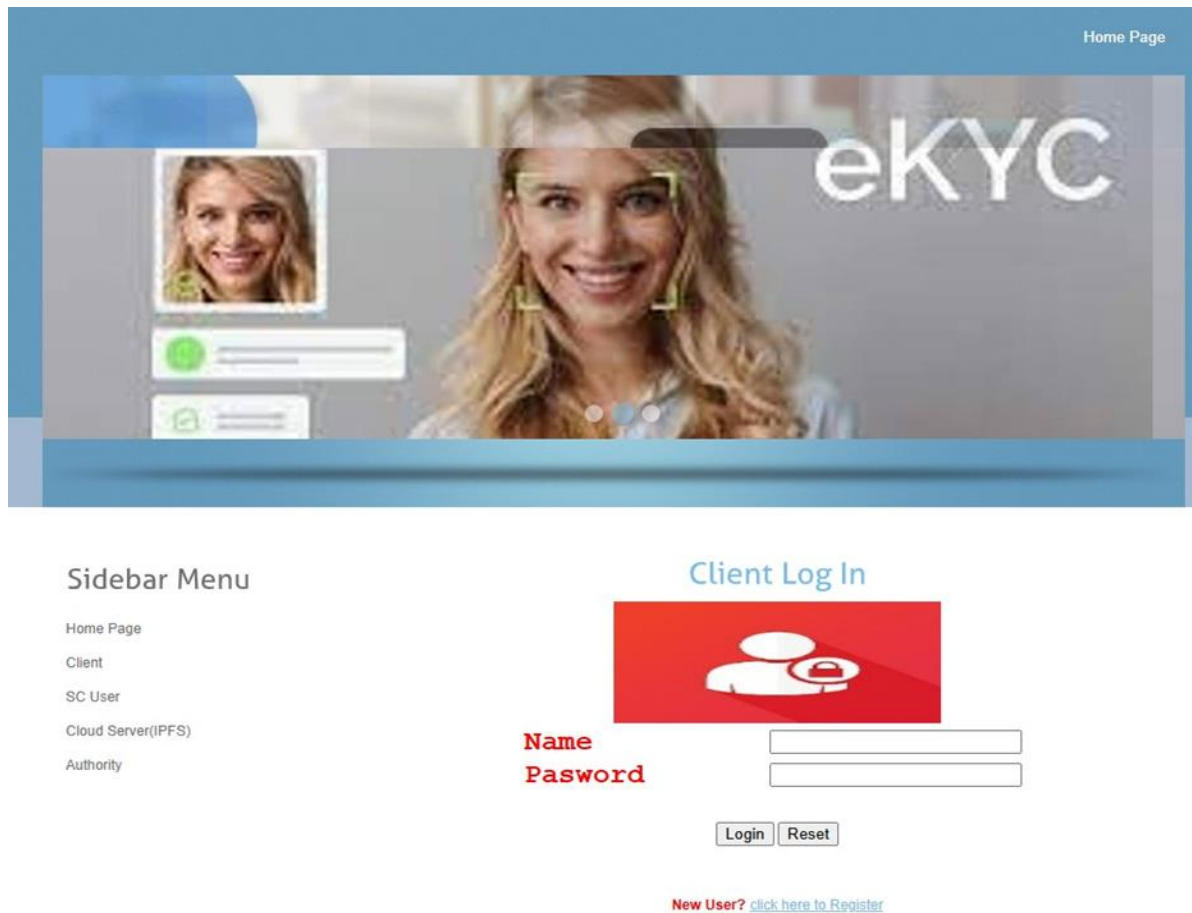 Home Page
eKYC
Sidebar Menu
Home Page
Client
SC User
Cloud Server(IPFS)
Authority
Client Log In
Name
Pasword
Login Reset
New User? click here to Register